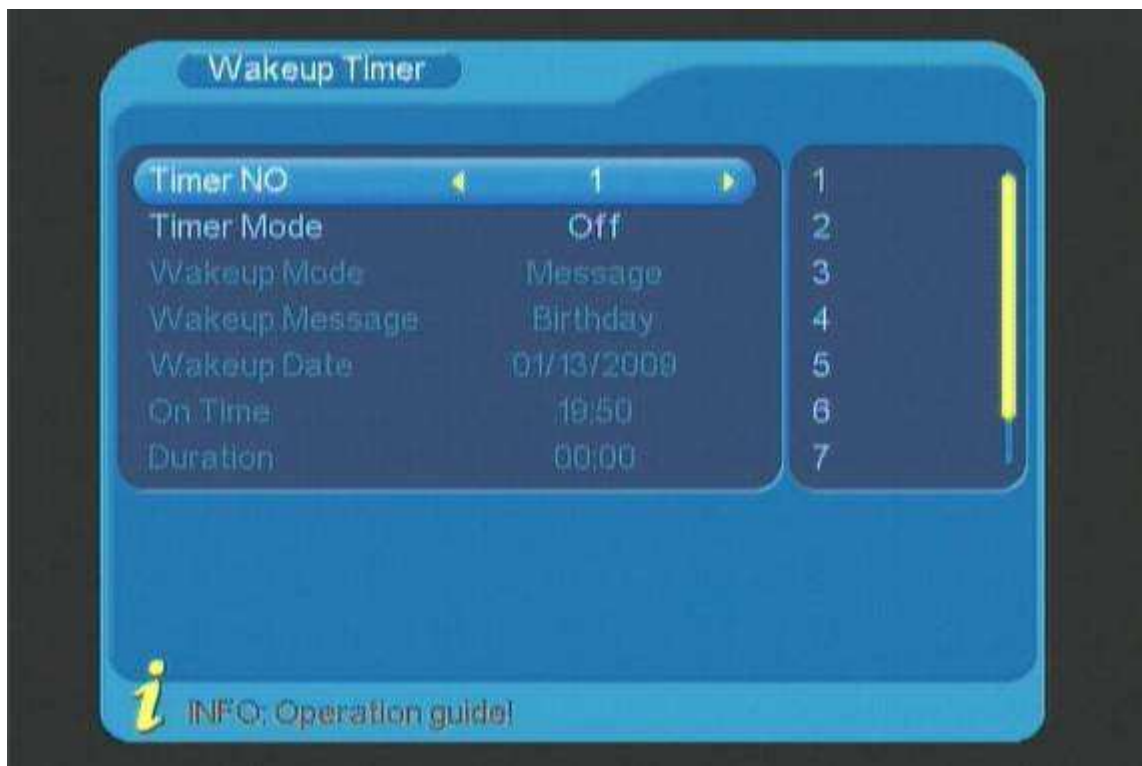 Wakeup Timer
Timer NO 1
Timer Mode Off
Wakeup Mode Message
Wakeup Message Birthday
Wakeup Date 01/13/2009
On Time 19:50
Duration 00:00
1
2
3
4
5
6
7
INFO: Operation guide!